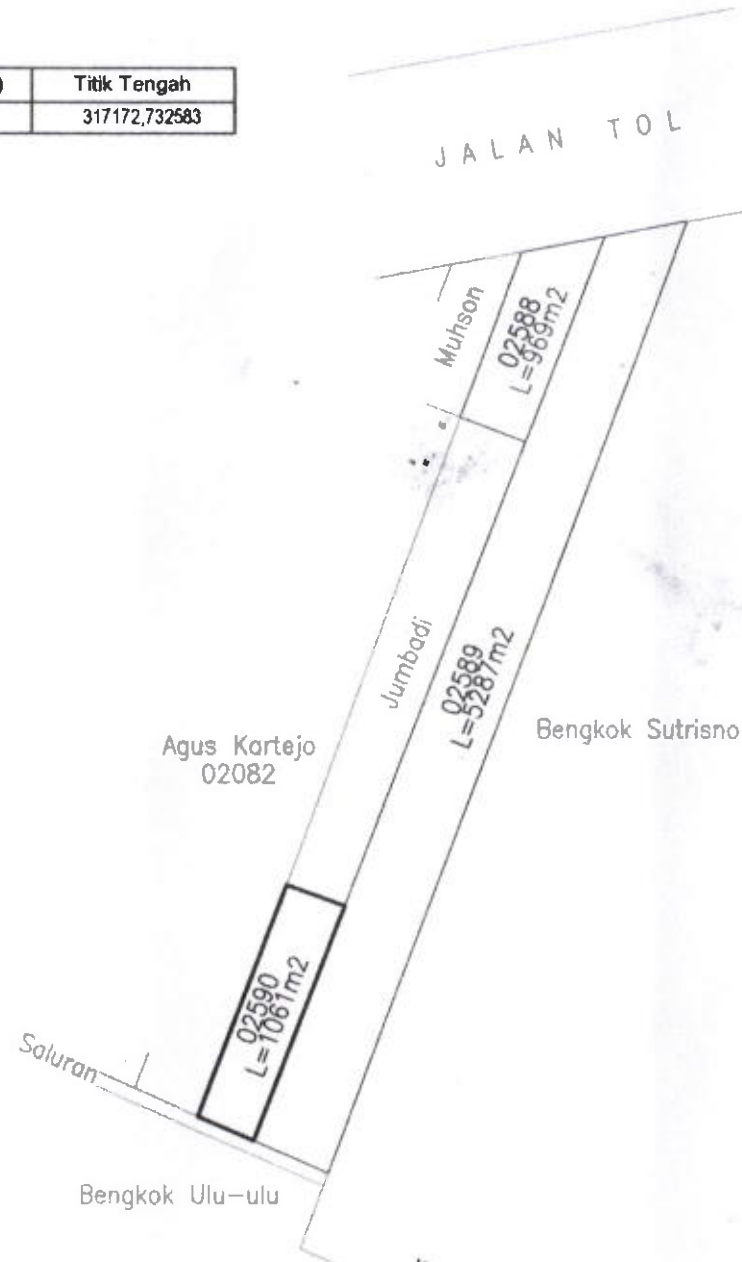 )
Titik Tengah
317172,732583
JALAN TOL
Muhson
02588
L=969m2
Jumbadi
02589
L=5287m2
Agus Kartejo
02082
Bengkok Sutrisno
02590
L=1061m2
Saluran
Bengkok Ulu-ulu